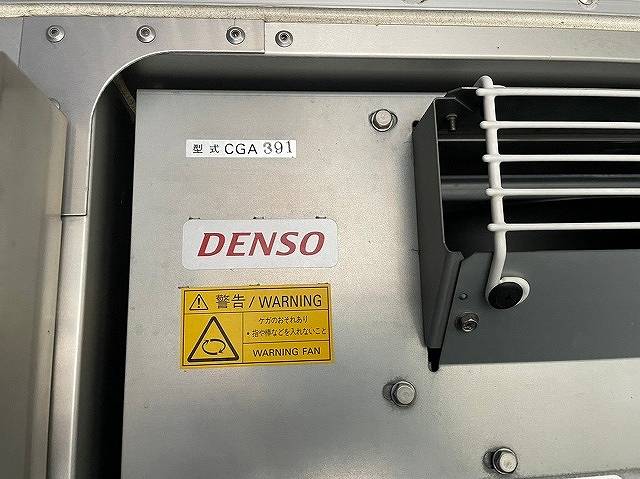 型式 CGA 391
DENSO
警告 / WARNING
ケガのおそれあり
・指や棒などを入れないこと
WARNING FAN